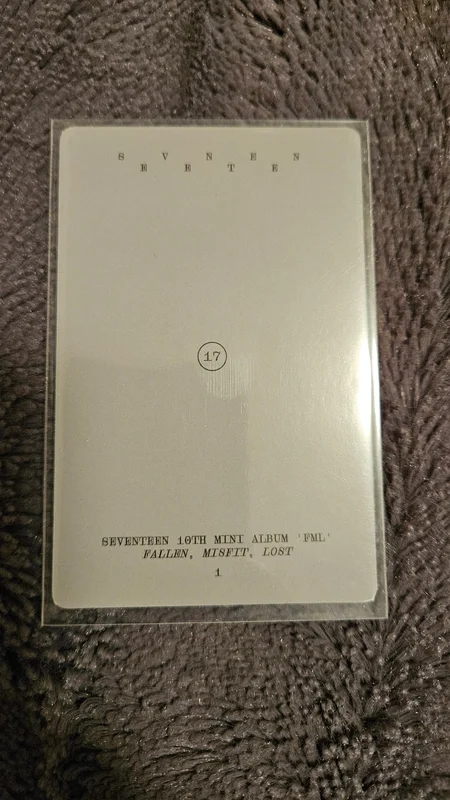 S V N E E N
E E T E
17
SEVENTEEN 10TH MINI ALBUM 'FML'
FALLEN, MISFIT, LOST
1